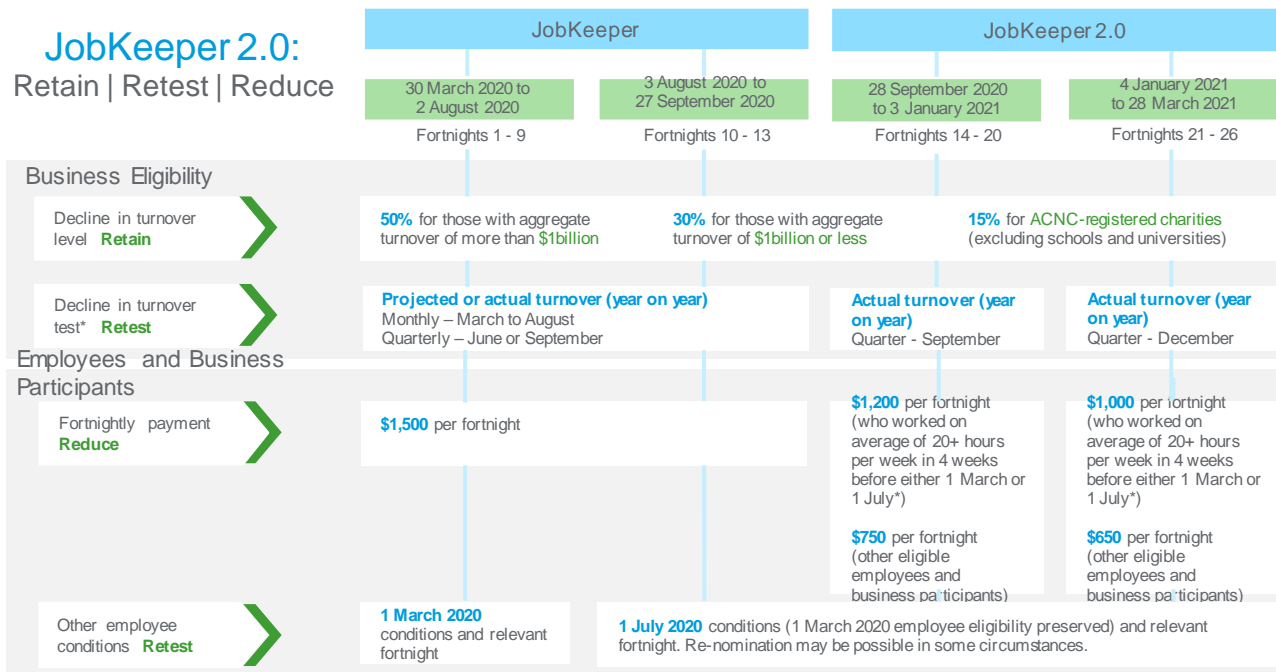 JobKeeper 2.0:
Retain | Retest | Reduce
JobKeeper
JobKeeper 2.0
30 March 2020 to
2 August 2020
3 August 2020 to
27 September 2020
28 September 2020
to 3 January 2021
4 January 2021
to 28 March 2021
Fortnights 1 - 9
Fortnights 10 - 13
Fortnights 14 - 20
Fortnights 21 - 26
Business Eligibility
Decline in turnover
level Retain
50% for those with aggregate
turnover of more than $1billion
30% for those with aggregate
turnover of $1billion or less
15% for ACNC-registered charities
(excluding schools and universities)
Decline in turnover
test* Retest
Projected or actual turnover (year on year)
Monthly – March to August
Quarterly – June or September
Actual turnover (year
on year)
Quarter - September
Actual turnover (year
on year)
Quarter - December
Employees and Business
Participants
Fortnightly payment
Reduce
$1,500 per fortnight
$1,200 per fortnight
(who worked on
average of 20+ hours
per week in 4 weeks
before either 1 March or
1 July*)
$750 per fortnight
(other eligible
employees and
business participants)
$1,000 per fortnight
(who worked on
average of 20+ hours
per week in 4 weeks
before either 1 March or
1 July*)
$650 per fortnight
(other eligible
employees and
business participants)
Other employee
conditions Retest
1 March 2020
conditions and relevant
fortnight
1 July 2020 conditions (1 March 2020 employee eligibility preserved) and relevant
fortnight. Re-nomination may be possible in some circumstances.